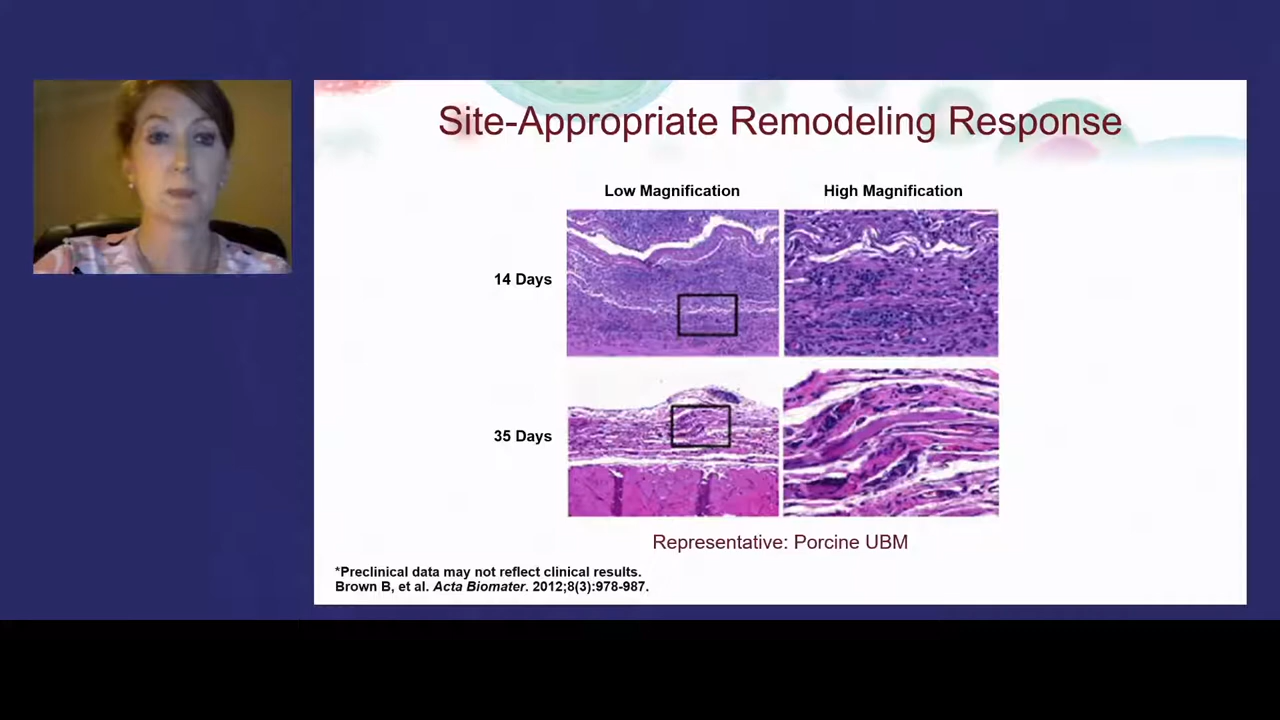 Site-Appropriate Remodeling Response
Low Magnification
High Magnification
14 Days
35 Days
Representative: Porcine UBM
*Preclinical data may not reflect clinical results.
Brown B, et al. Acta Biomater. 2012;8(3):978-987.